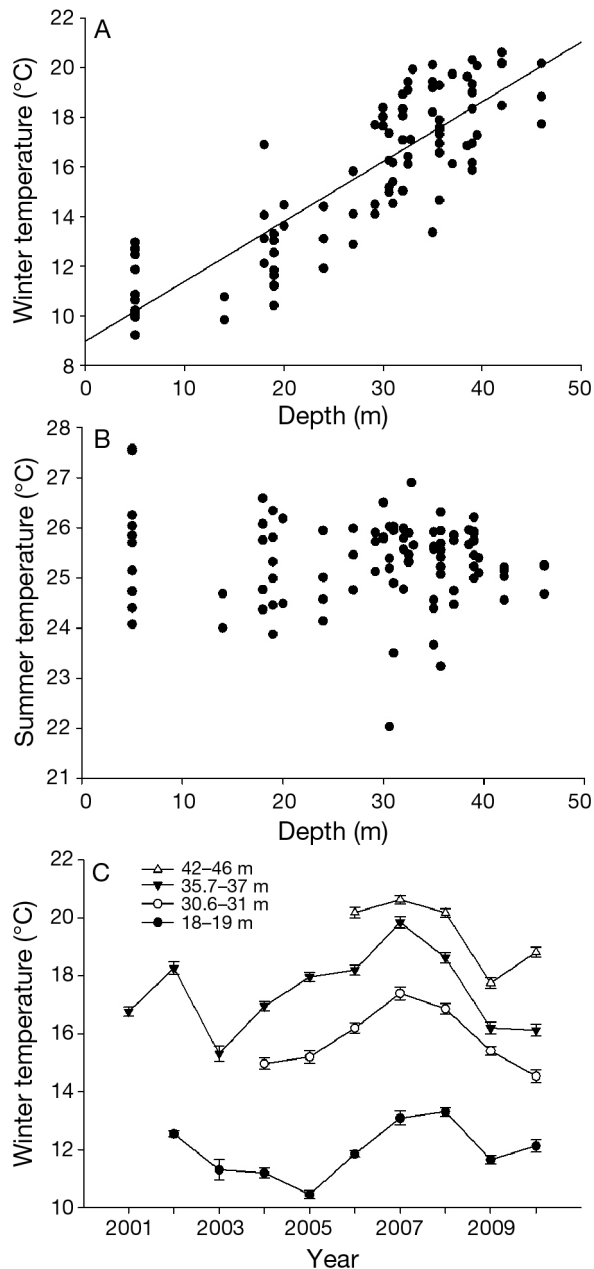 A
22
20
18
16
14
12
10
8
Winter temperature (°C)
0 10 20 30 40 50
Depth (m)
B
28
27
26
25
24
23
22
21
Summer temperature (°C)
0 10 20 30 40 50
Depth (m)
C
42–46 m
35.7–37 m
30.6–31 m
18–19 m
22
20
18
16
14
12
10
Winter temperature (°C)
2001 2003 2005 2007 2009
Year